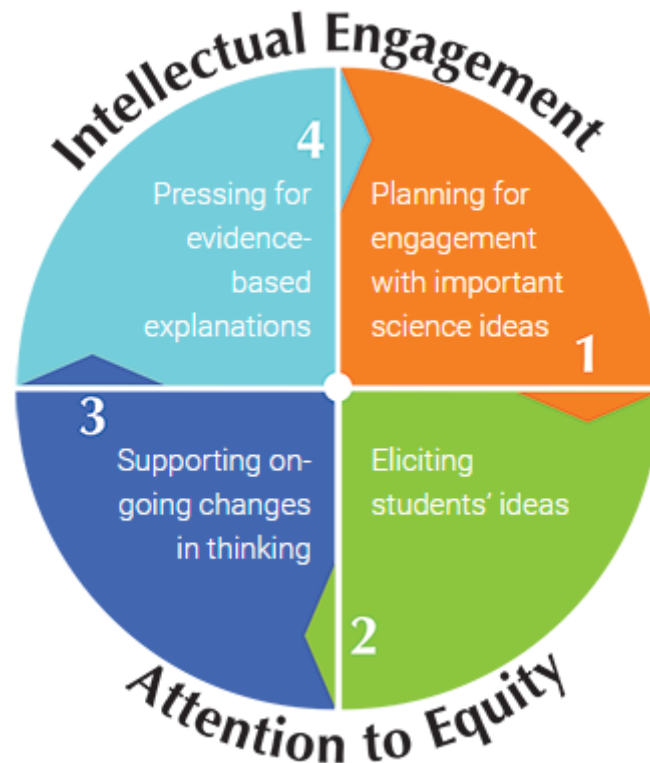 Intellectual Engagement
4
Pressing for
evidence-
based
explanations
Planning for
engagement
with important
science ideas
1
3
Supporting on-
going changes
in thinking
Eliciting
students’ ideas
2
Attention to Equity